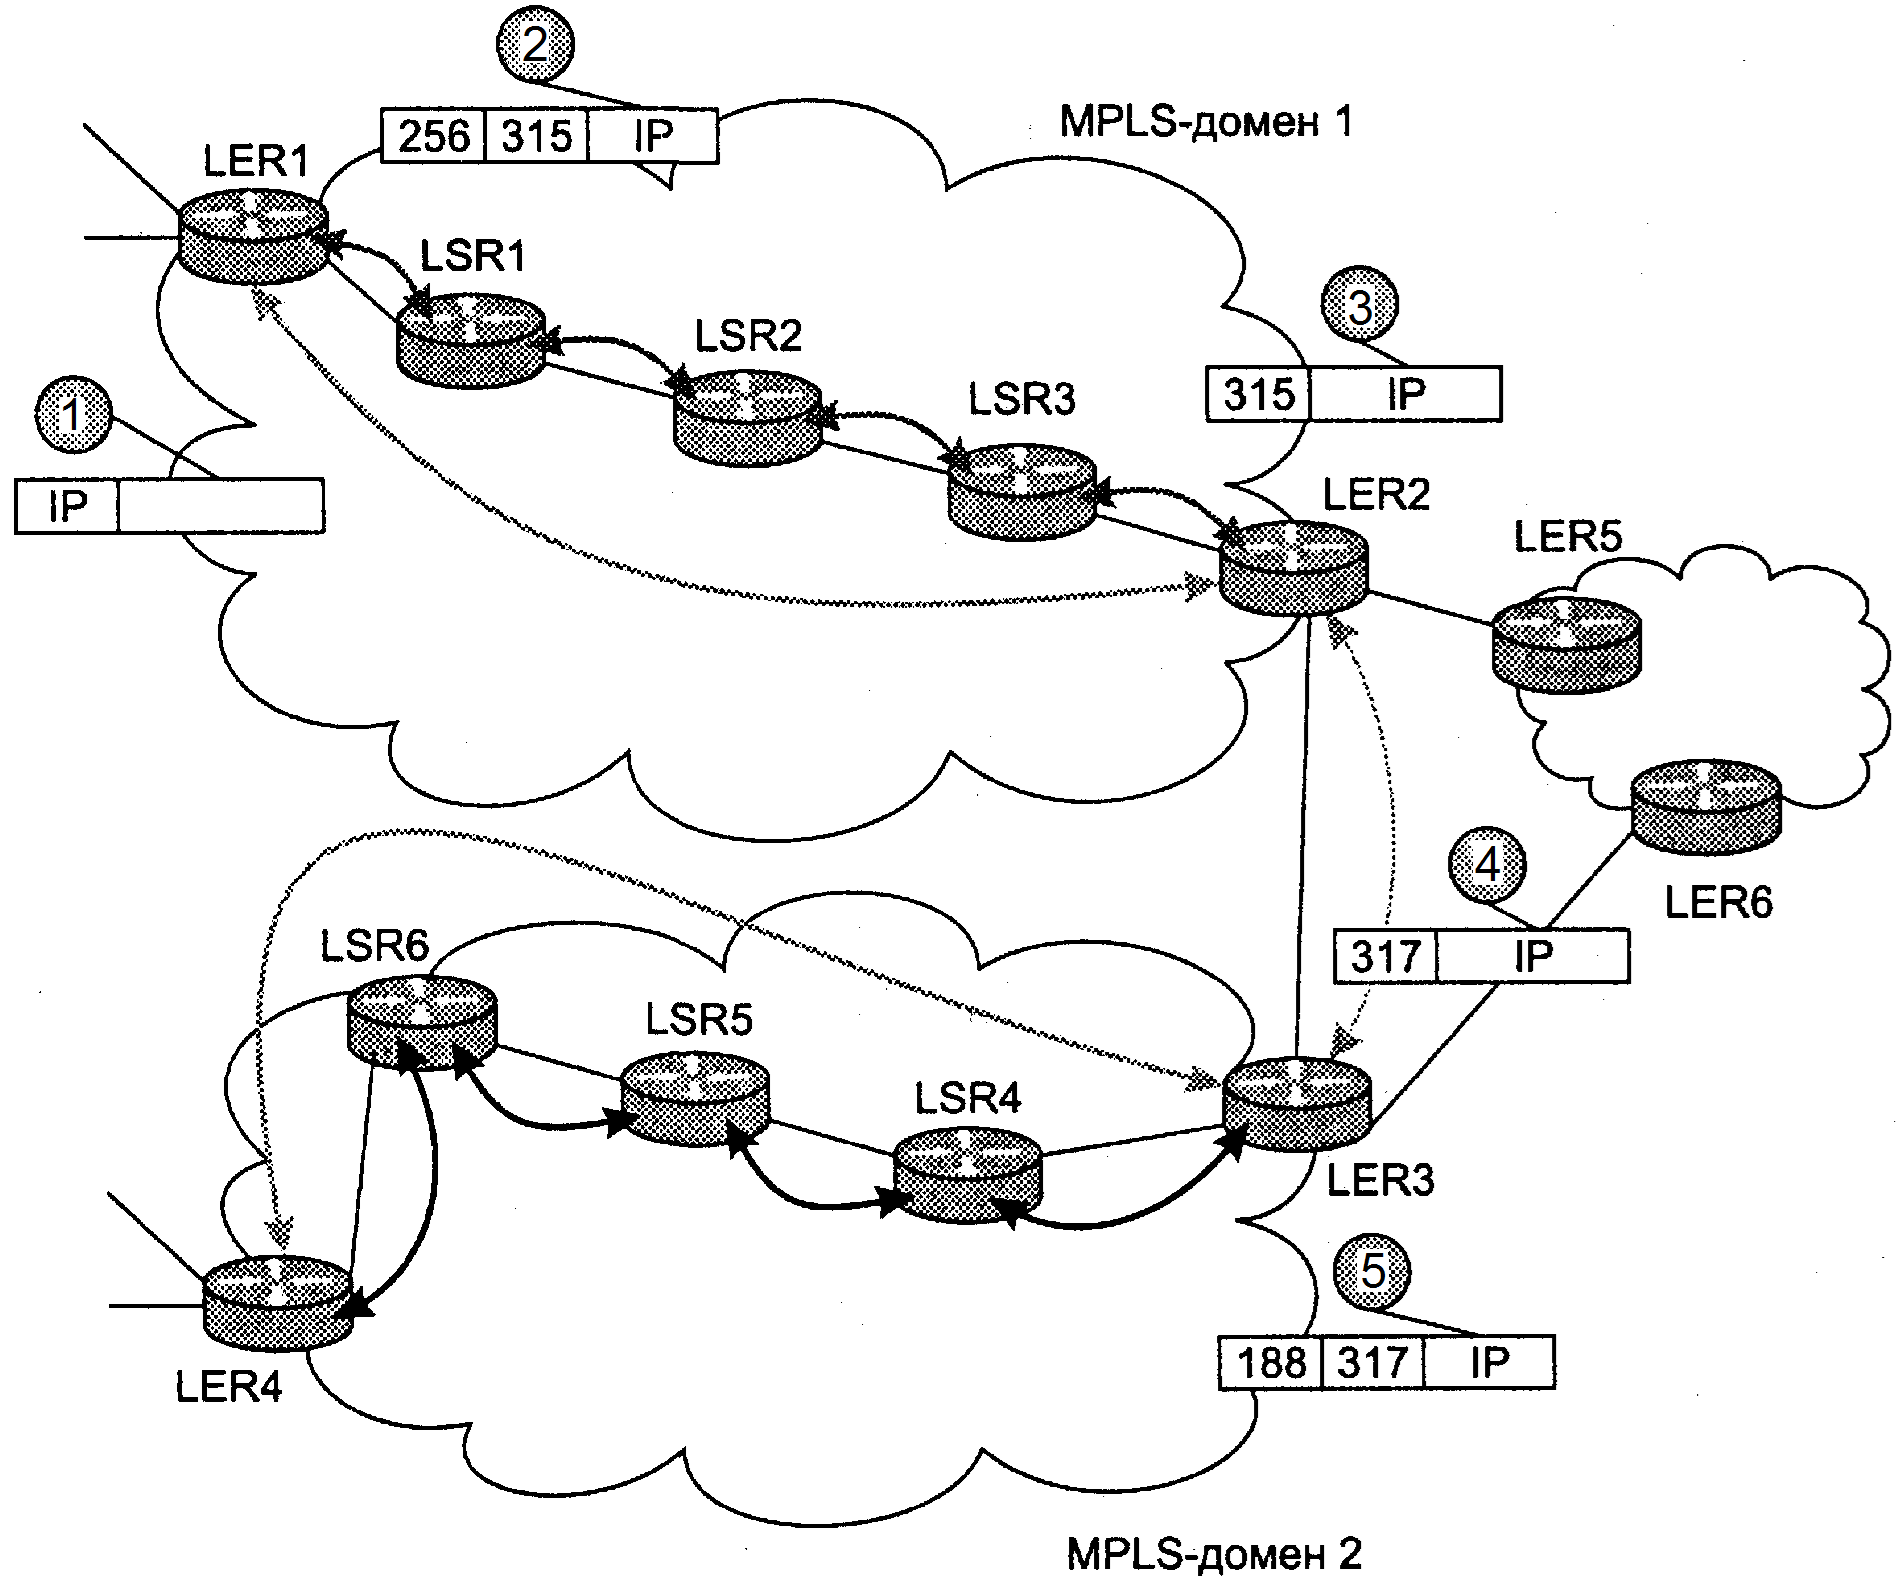 2
256 315 IP
MPLS-домен 1
LER1
LSR1
3
LSR2
315 IP
LSR3
1
IP
LER2
LER5
4
LER6
317 IP
LSR6
LSR5
LSR4
LER3
5
188 317 IP
LER4
MPLS-домен 2